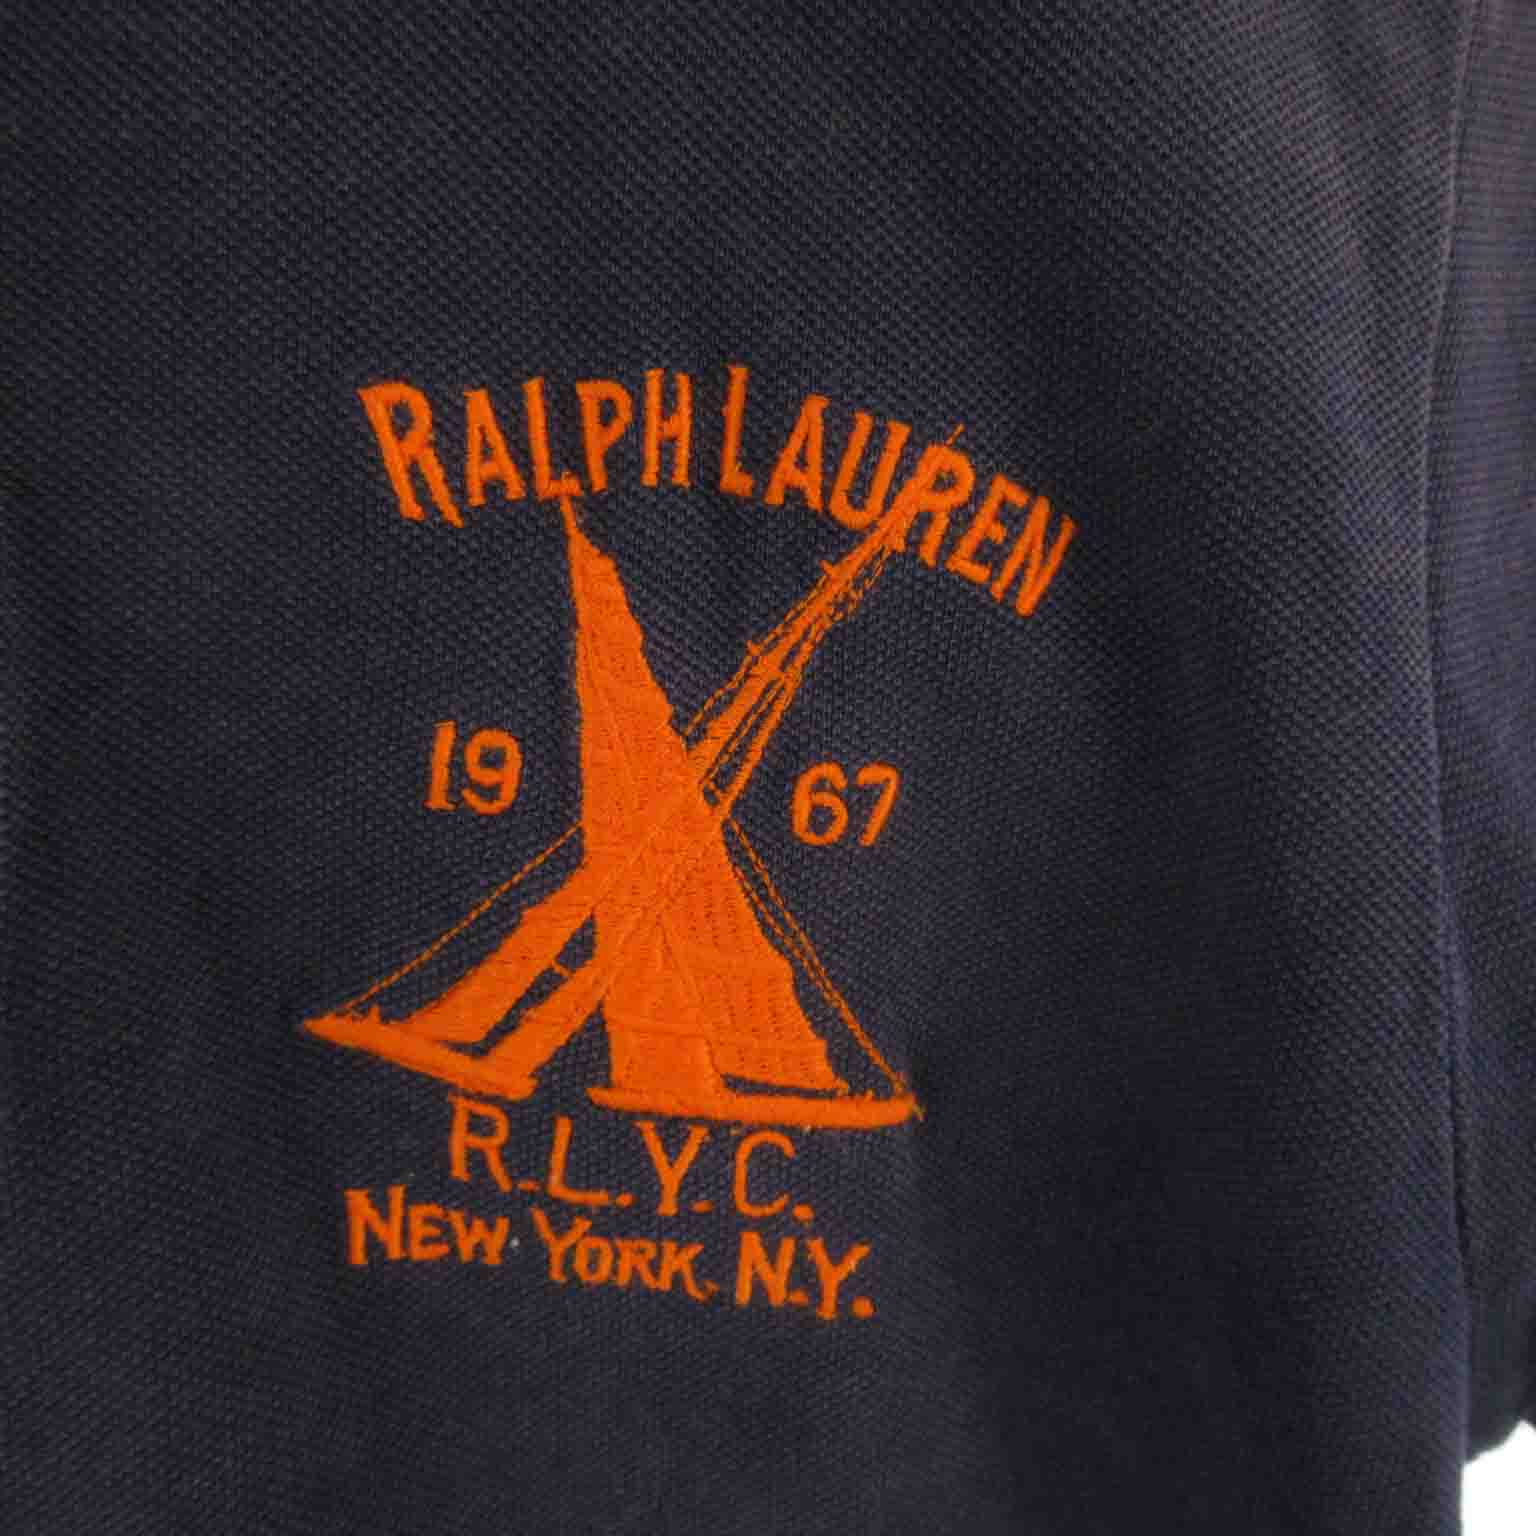 RALPH LAUREN
19 67
R.L.Y.C.
NEW YORK, N.Y.